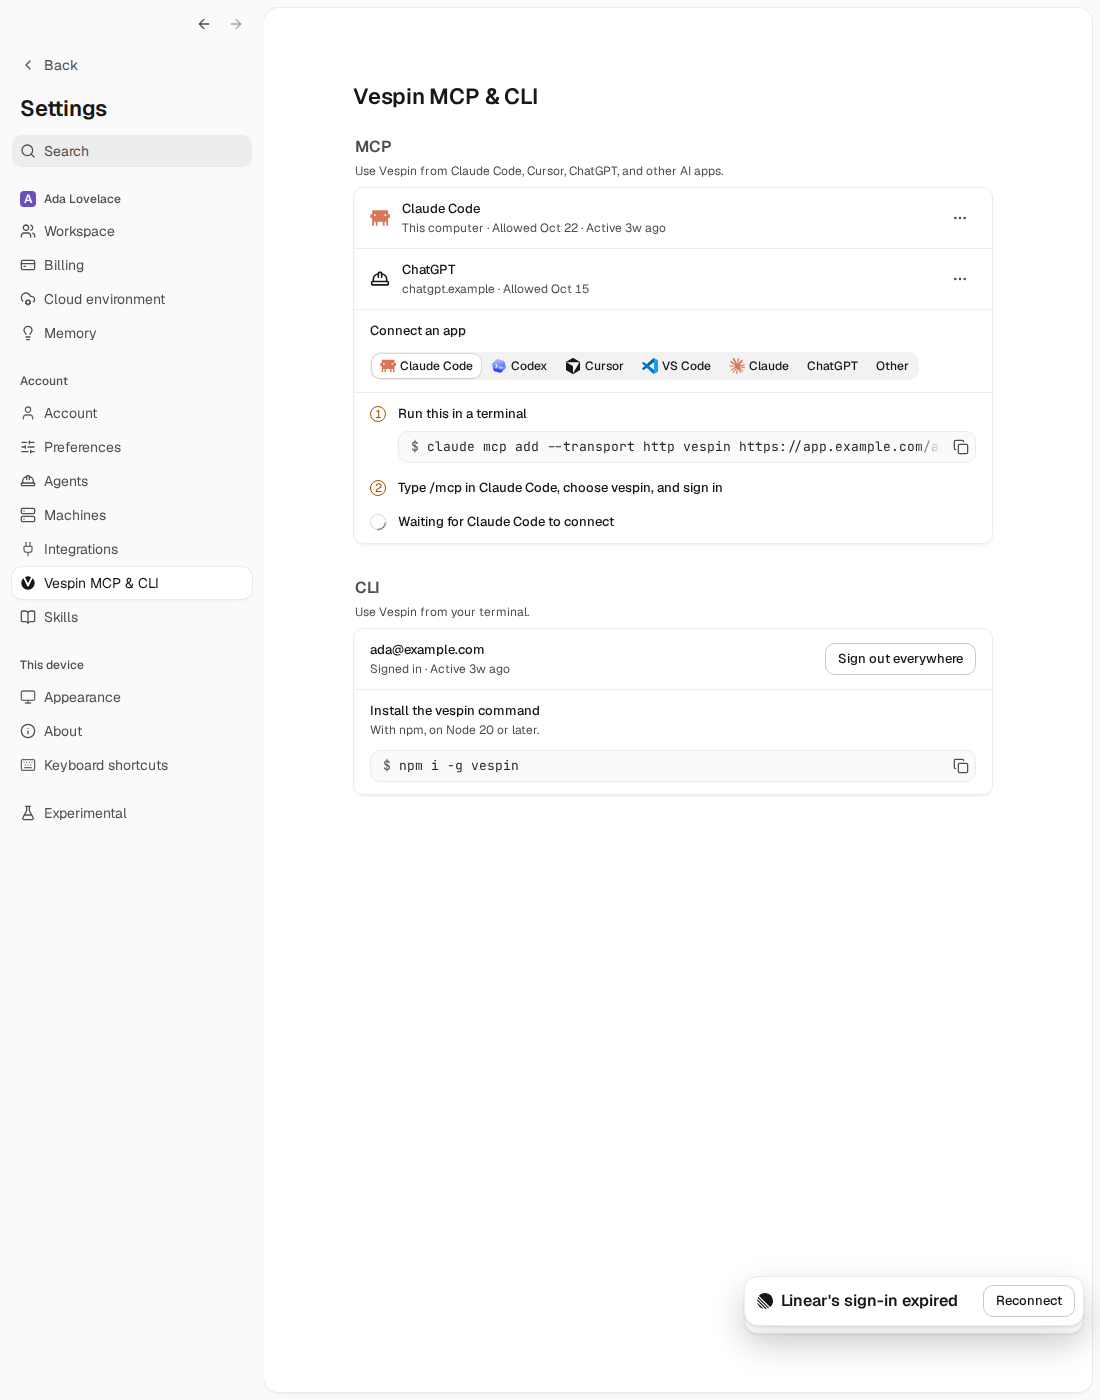 Back
Settings
Search
A Ada Lovelace
Workspace
Billing
Cloud environment
Memory
Account
Account
Preferences
Agents
Machines
Integrations
Vespin MCP & CLI
Skills
This device
Appearance
About
Keyboard shortcuts
Experimental
Vespin MCP & CLI
MCP
Use Vespin from Claude Code, Cursor, ChatGPT, and other AI apps.
Claude Code
This computer · Allowed Oct 22 · Active 3w ago
ChatGPT
chatgpt.example · Allowed Oct 15
Connect an app
Claude Code Codex Cursor VS Code Claude ChatGPT Other
1 Run this in a terminal
$ claude mcp add --transport http vespin https://app.example.com/a
2 Type /mcp in Claude Code, choose vespin, and sign in
Waiting for Claude Code to connect
CLI
Use Vespin from your terminal.
ada@example.com
Signed in · Active 3w ago
Sign out everywhere
Install the vespin command
With npm, on Node 20 or later.
$ npm i -g vespin
Linear's sign-in expired
Reconnect